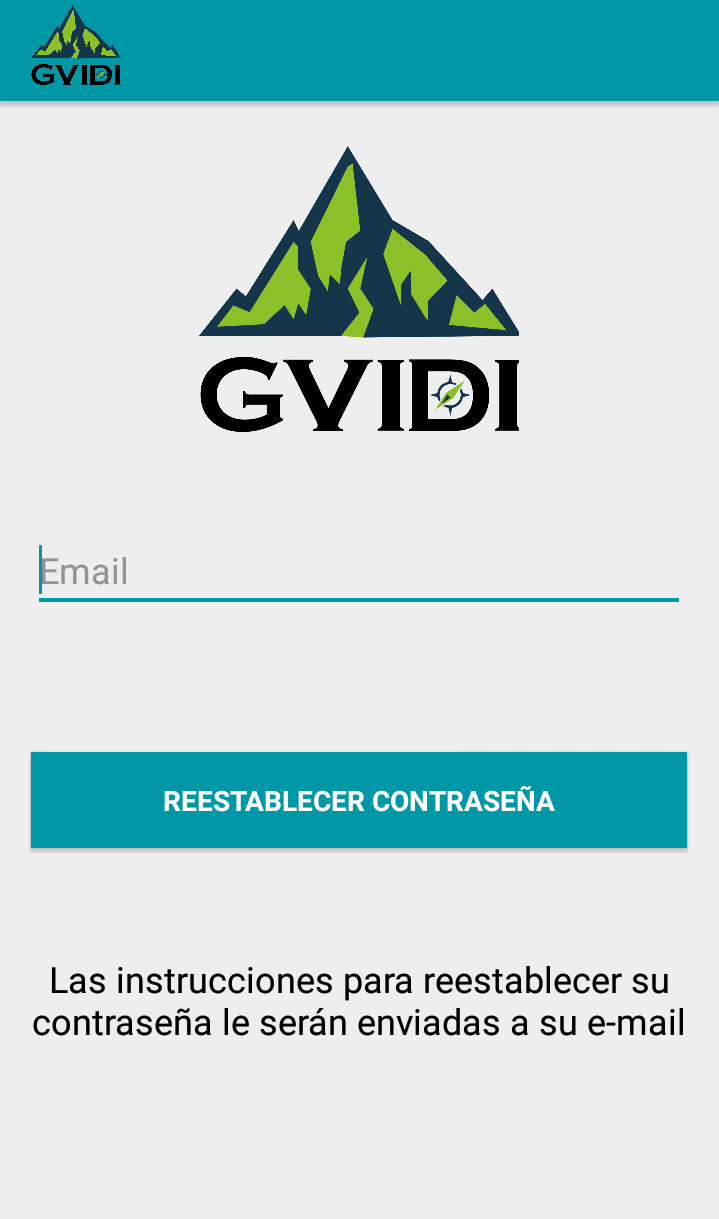 GVIDI
GVIDI
Email
REESTABLECER CONTRASEÑA
Las instrucciones para reestablecer su
contraseña le serán enviadas a su e-mail